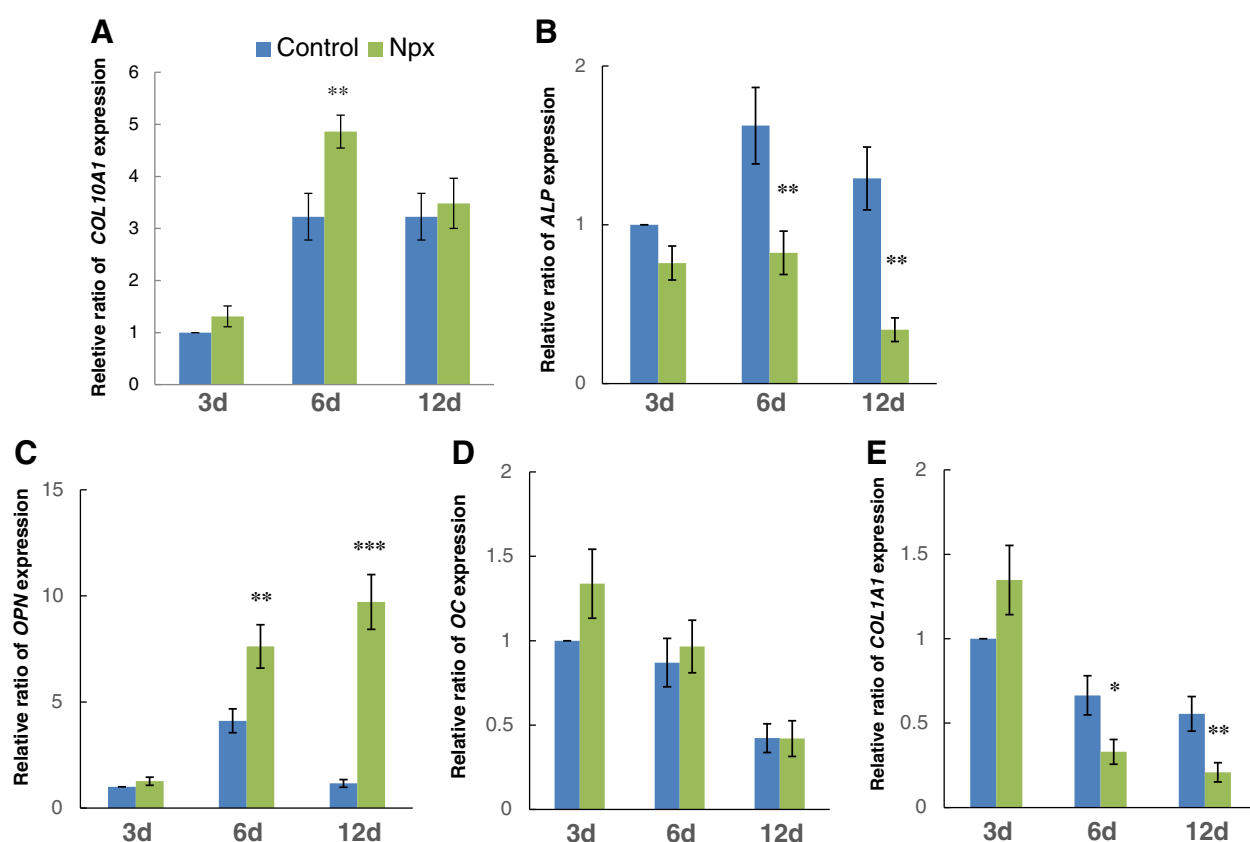 A
Control Npx
Reletive ratio of COL10A1 expression
6
5
4
3
2
1
0
**
3d 6d 12d
B
Relative ratio of ALP expression
2
1
0
**
**
3d 6d 12d
C
Relative ratio of OPN expression
15
10
5
0
**
***
3d 6d 12d
D
Relative ratio of OC expression
2
1.5
1
0.5
0
3d 6d 12d
E
Relative ratio of COL1A1 expression
2
1.5
1
0.5
0
*
**
3d 6d 12d